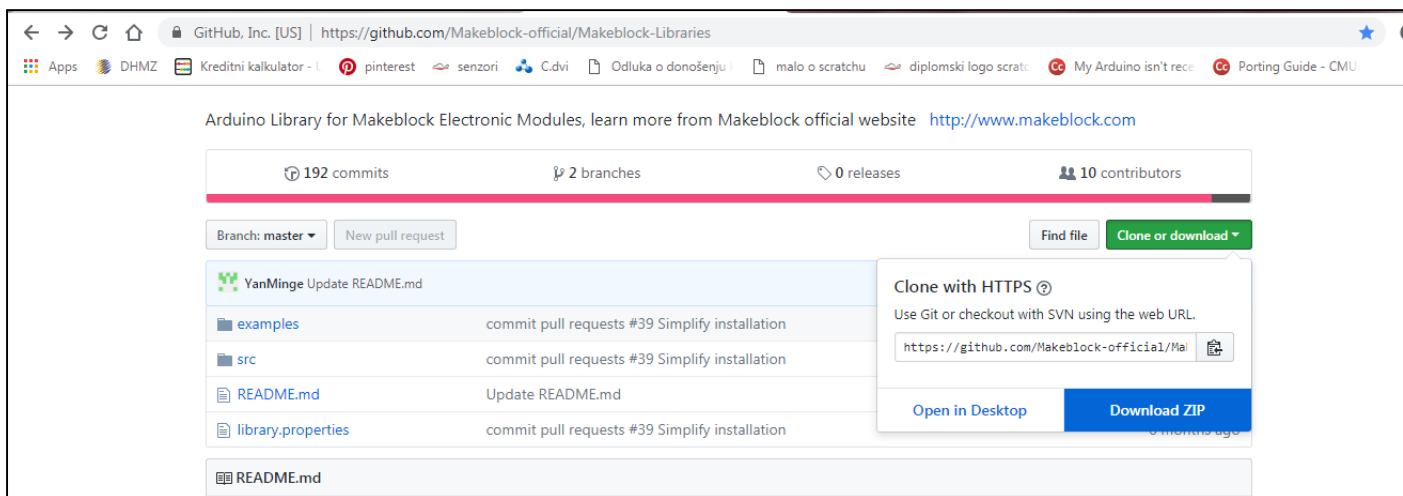 GitHub, Inc. [US] | https://github.com/Makeblock-official/Makeblock-Libraries
Apps DHMZ Kreditni kalkulator - pinterest senzori C.dvi Odluka o donošenju malo o scratchu diplomski logo scratc My Arduino isn't rece Porting Guide - CMU
Arduino Library for Makeblock Electronic Modules, learn more from Makeblock official website http://www.makeblock.com
192 commits 2 branches 0 releases 10 contributors
Branch: master New pull request Find file Clone or download
YanMinge Update README.md
Clone with HTTPS
Use Git or checkout with SVN using the web URL.
https://github.com/Makeblock-official/Mal
Open in Desktop Download ZIP
examples commit pull requests #39 Simplify installation
src commit pull requests #39 Simplify installation
README.md Update README.md
library.properties commit pull requests #39 Simplify installation months ago
README.md